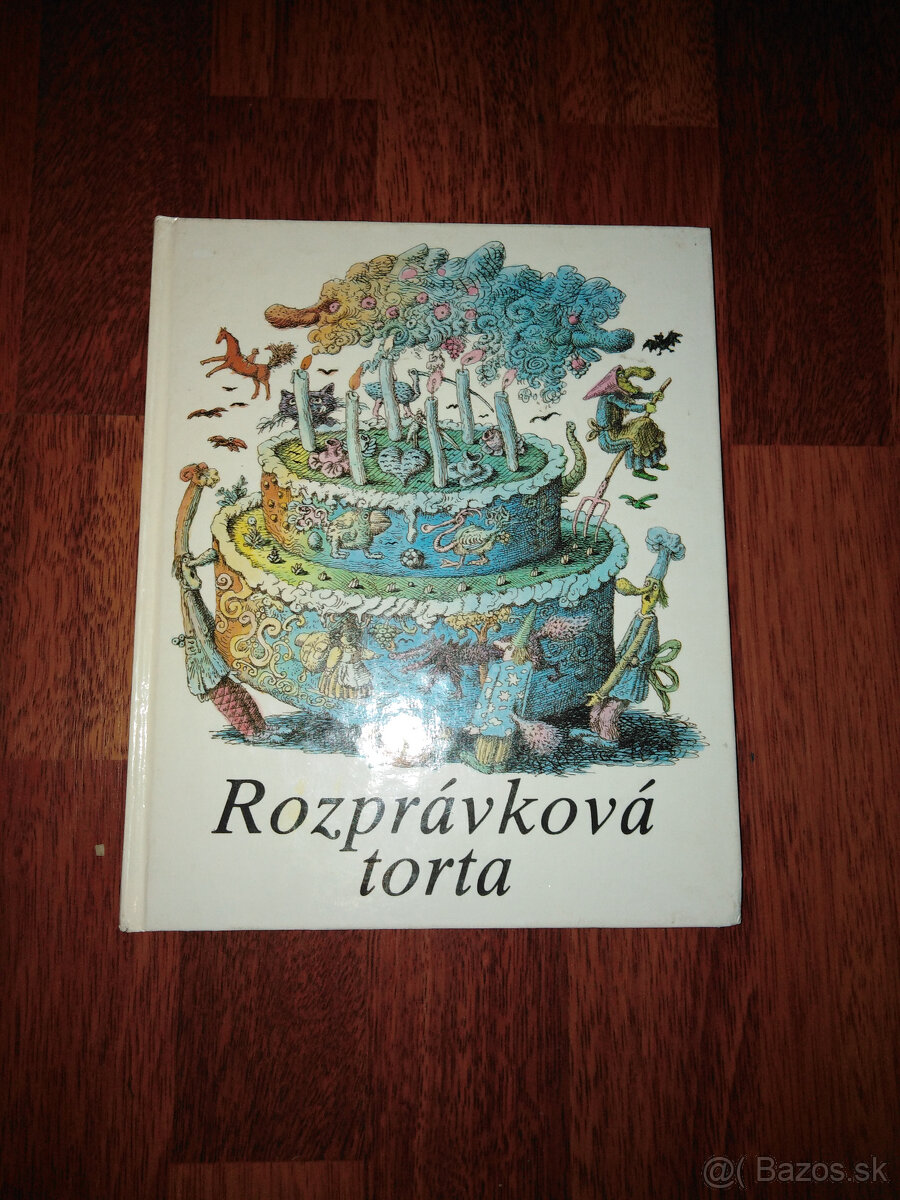 Rozprávková
torta
@( Bazos.sk